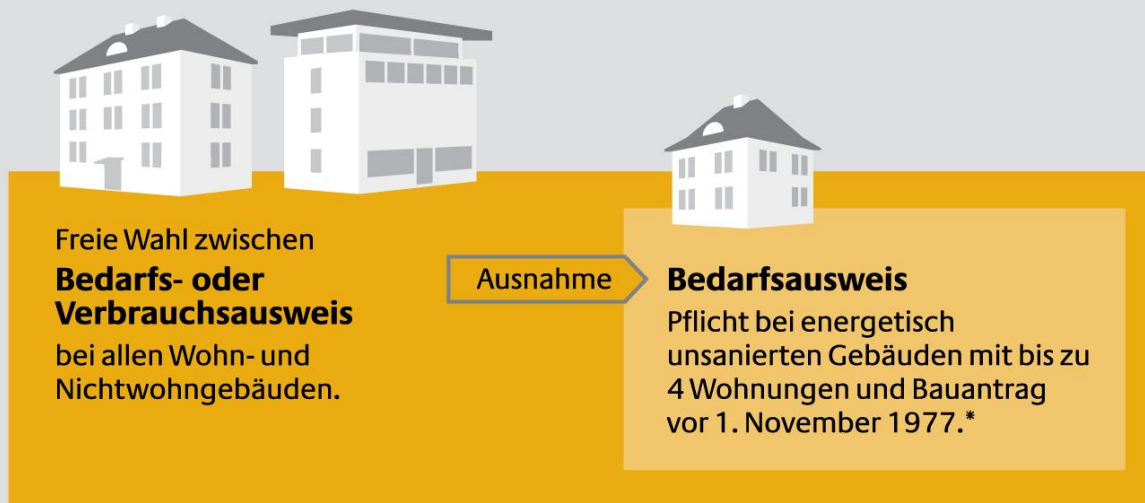 Freie Wahl zwischen
Bedarfs- oder
Verbrauchsausweis
bei allen Wohn- und
Nichtwohngebäuden.
Ausnahme
Bedarfsausweis
Pflicht bei energetisch
unsanierten Gebäuden mit bis zu
4 Wohnungen und Bauantrag
vor 1. November 1977.*